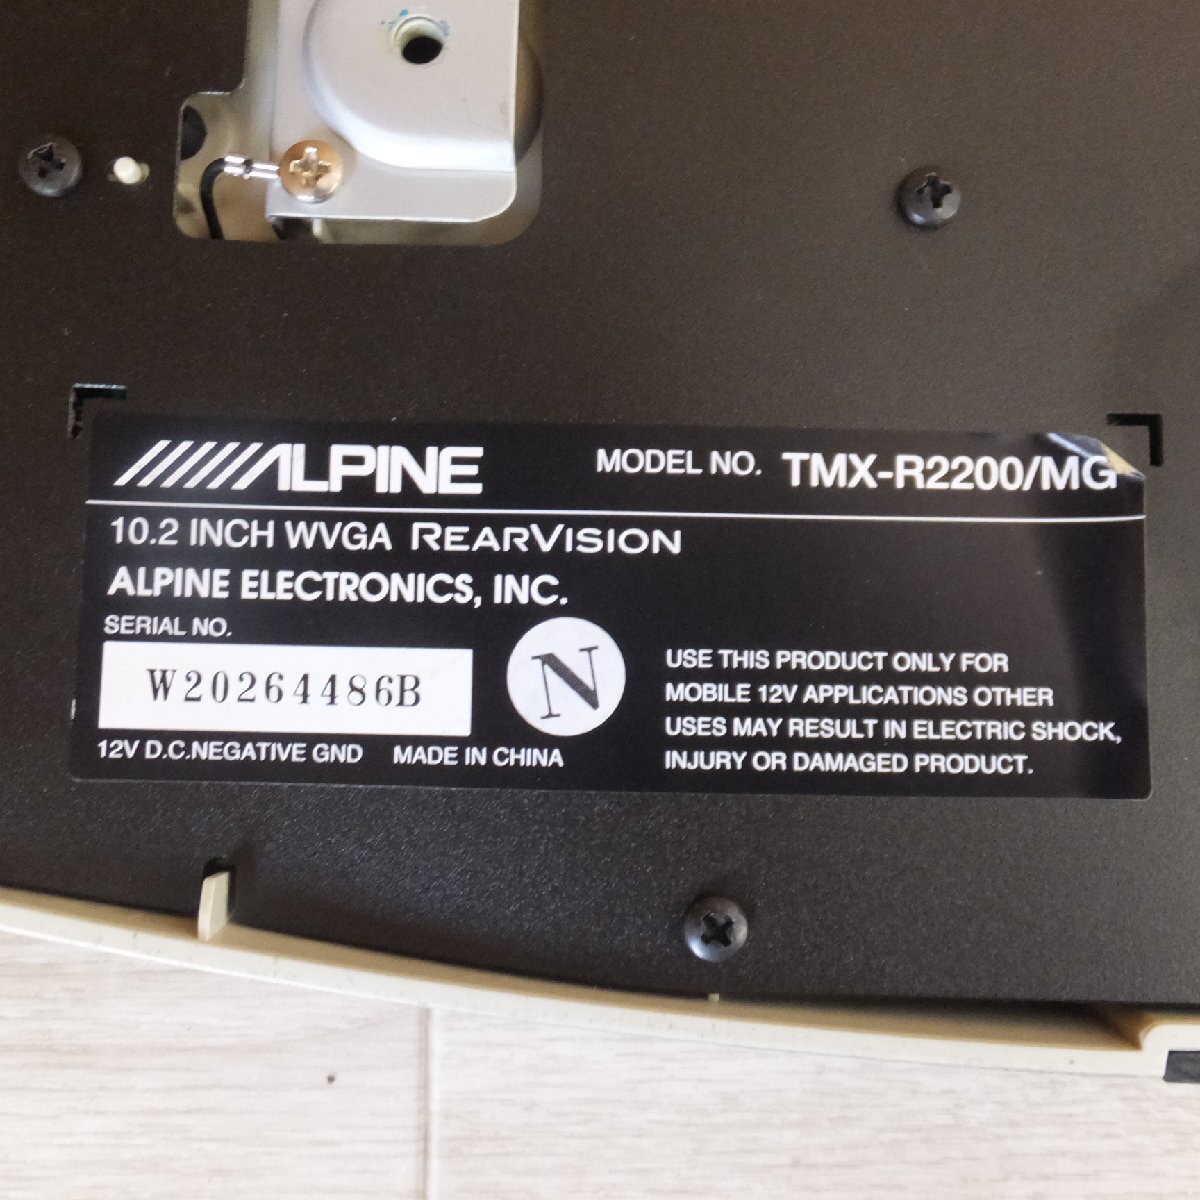 ALPINE MODEL NO. TMX-R2200/MG
10.2 INCH WVGA REARVISION
ALPINE ELECTRONICS, INC.
SERIAL NO.
W20264486B
N
12V D.C.NEGATIVE GND MADE IN CHINA
USE THIS PRODUCT ONLY FOR
MOBILE 12V APPLICATIONS OTHER
USES MAY RESULT IN ELECTRIC SHOCK,
INJURY OR DAMAGED PRODUCT.